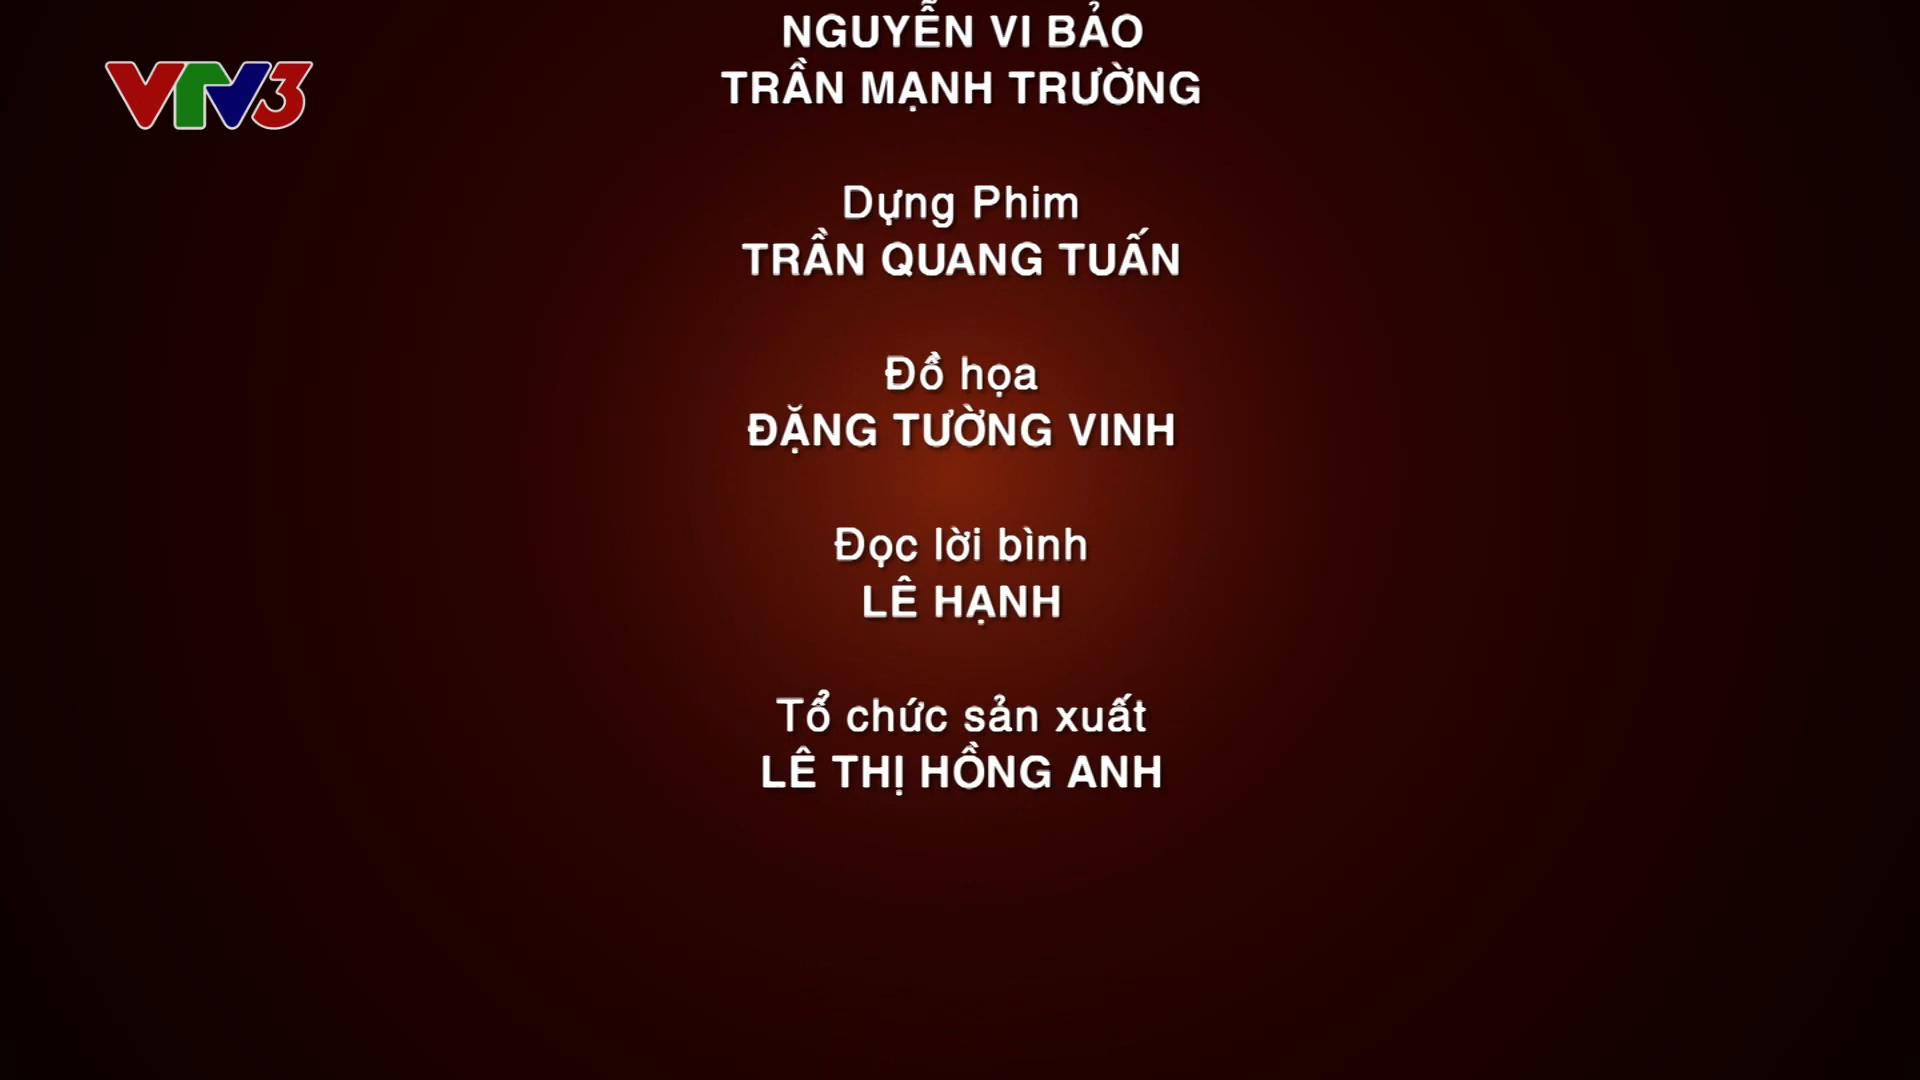 NGUYỄN VI BẢO
VTV3
TRẦN MẠNH TRƯỜNG
Dựng Phim
TRẦN QUANG TUẤN
Đồ họa
ĐẶNG TƯỜNG VINH
Đọc lời bình
LÊ HẠNH
Tổ chức sản xuất
LÊ THỊ HỒNG ANH